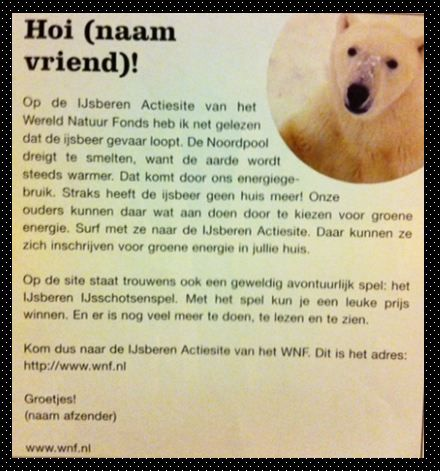 Hoi (naam
vriend)!
Op de IJsberen Actiesite van het
Wereld Natuur Fonds heb ik net gelezen
dat de ijsbeer gevaar loopt. De Noordpool
dreigt te smelten, want de aarde wordt
steeds warmer. Dat komt door ons energiege-
bruik. Straks heeft de ijsbeer geen huis meer! Onze
ouders kunnen daar wat aan doen door te kiezen voor groene
energie. Surf met ze naar de IJsberen Actiesite. Daar kunnen ze
zich inschrijven voor groene energie in jullie huis.
Op de site staat trouwens ook een geweldig avontuurlijk spel: het
IJsberen IJsschotsenspel. Met het spel kun je een leuke prijs
winnen. En er is nog veel meer te doen, te lezen en te zien.
Kom dus naar de IJsberen Actiesite van het WNF. Dit is het adres:
http://www.wnf.nl
Groetjes!
(naam afzender)
www.wnf.nl